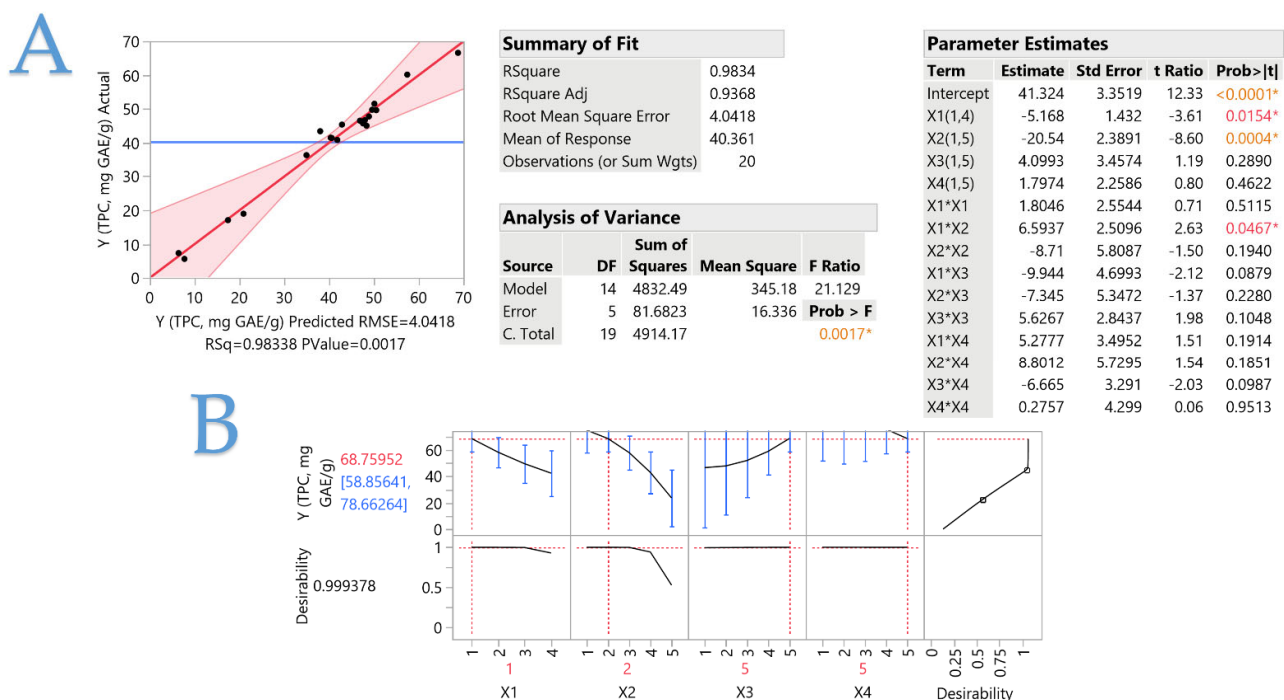 A
Y (TPC, mg GAE/g) Actual
70
60
50
40
30
20
10
0
0 10 20 30 40 50 60 70
Y (TPC, mg GAE/g) Predicted RMSE=4.0418
RSq=0.98338 PValue=0.0017
Summary of Fit
RSquare 0.9834
RSquare Adj 0.9368
Root Mean Square Error 4.0418
Mean of Response 40.361
Observations (or Sum Wgts) 20
Analysis of Variance
Sum of
Source DF Squares Mean Square F Ratio
Model 14 4832.49 345.18 21.129
Error 5 81.6823 16.336 Prob > F
C. Total 19 4914.17 0.0017*
Parameter Estimates
Term Estimate Std Error t Ratio Prob>|t|
Intercept 41.324 3.3519 12.33 <0.0001*
X1(1,4) -5.168 1.432 -3.61 0.0154*
X2(1,5) -20.54 2.3891 -8.60 0.0004*
X3(1,5) 4.0993 3.4574 1.19 0.2890
X4(1,5) 1.7974 2.2586 0.80 0.4622
X1*X1 1.8046 2.5544 0.71 0.5115
X1*X2 6.5937 2.5096 2.63 0.0467*
X2*X2 -8.71 5.8087 -1.50 0.1940
X1*X3 -9.944 4.6993 -2.12 0.0879
X2*X3 -7.345 5.3472 -1.37 0.2280
X3*X3 5.6267 2.8437 1.98 0.1048
X1*X4 5.2777 3.4952 1.51 0.1914
X2*X4 8.8012 5.7295 1.54 0.1851
X3*X4 -6.665 3.291 -2.03 0.0987
X4*X4 0.2757 4.299 0.06 0.9513
B
Y (TPC, mg
GAE/g)
68.75952
[58.85641,
78.66264]
60
40
20
0
Desirability
0.999378
1
0.5
0
1 2 3 4 1 2 3 4 5 1 2 3 4 5 1 2 3 4 5 0 0.25 0.5 0.75 1
1 2 5 5
X1 X2 X3 X4 Desirability